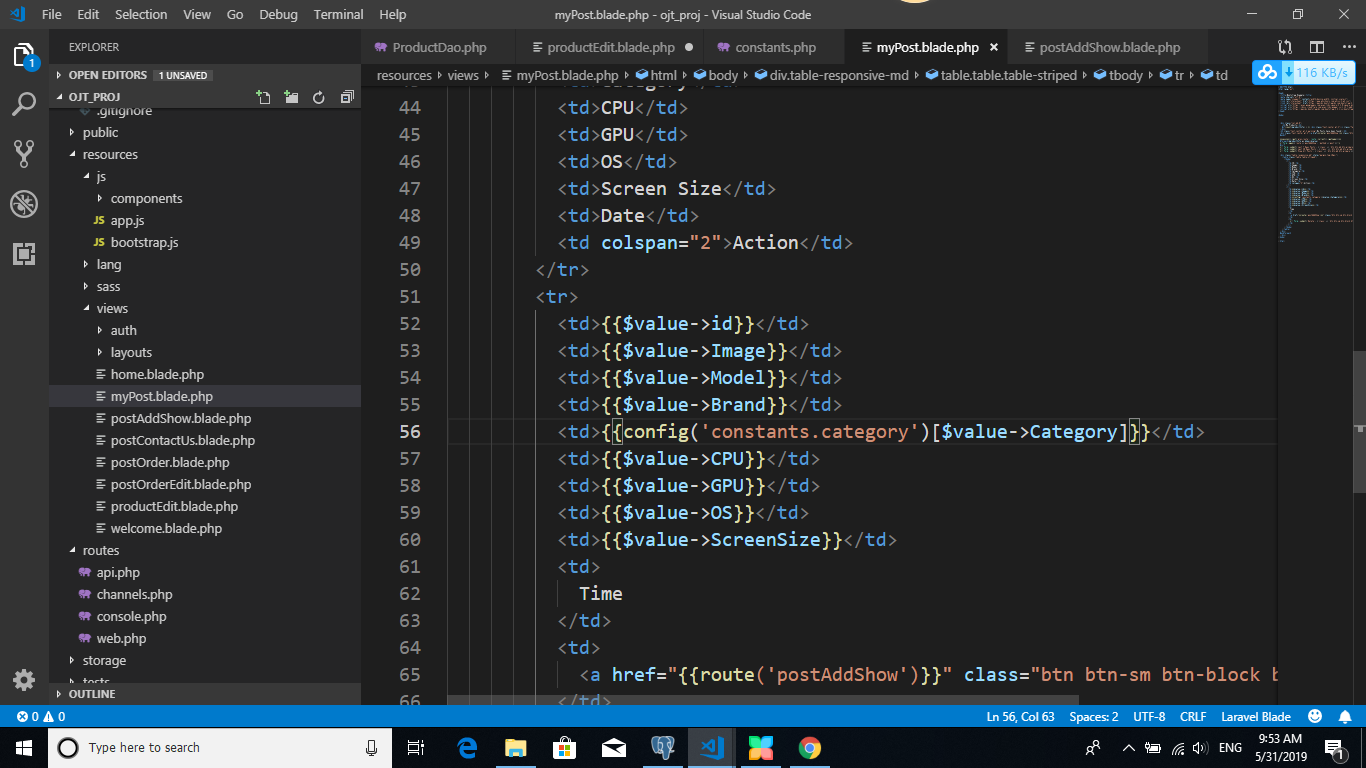 File Edit Selection View Go Debug Terminal Help myPost.blade.php - ojt_proj - Visual Studio Code
EXPLORER
ProductDao.php productEdit.blade.php constants.php myPost.blade.php postAddShow.blade.php
OPEN EDITORS 1 UNSAVED
resources views myPost.blade.php html body div.table-responsive-md table.table.table-striped tbody tr td
116 KB/s
1
OJT_PROJ
.gitignore
public
resources
js
components
JS app.js
JS bootstrap.js
lang
sass
views
auth
layouts
home.blade.php
myPost.blade.php
postAddShow.blade.php
postContactUs.blade.php
postOrder.blade.php
postOrderEdit.blade.php
productEdit.blade.php
welcome.blade.php
routes
api.php
channels.php
console.php
web.php
storage
tests
OUTLINE
44 <td>CPU</td>
45 <td>GPU</td>
46 <td>OS</td>
47 <td>Screen Size</td>
48 <td>Date</td>
49 <td colspan="2">Action</td>
50 </tr>
51 <tr>
52 <td>{{$value->id}}</td>
53 <td>{{$value->Image}}</td>
54 <td>{{$value->Model}}</td>
55 <td>{{$value->Brand}}</td>
56 <td>{{config('constants.category')[$value->Category]}}</td>
57 <td>{{$value->CPU}}</td>
58 <td>{{$value->GPU}}</td>
59 <td>{{$value->OS}}</td>
60 <td>{{$value->ScreenSize}}</td>
61 <td>
62 Time
63 </td>
64 <td>
65 <a href="{{route('postAddShow')}}" class="btn btn-sm btn-block b
66 </td>
0 0 Ln 56, Col 63 Spaces: 2 UTF-8 CRLF Laravel Blade
Type here to search
ENG 9:53 AM
5/31/2019
1